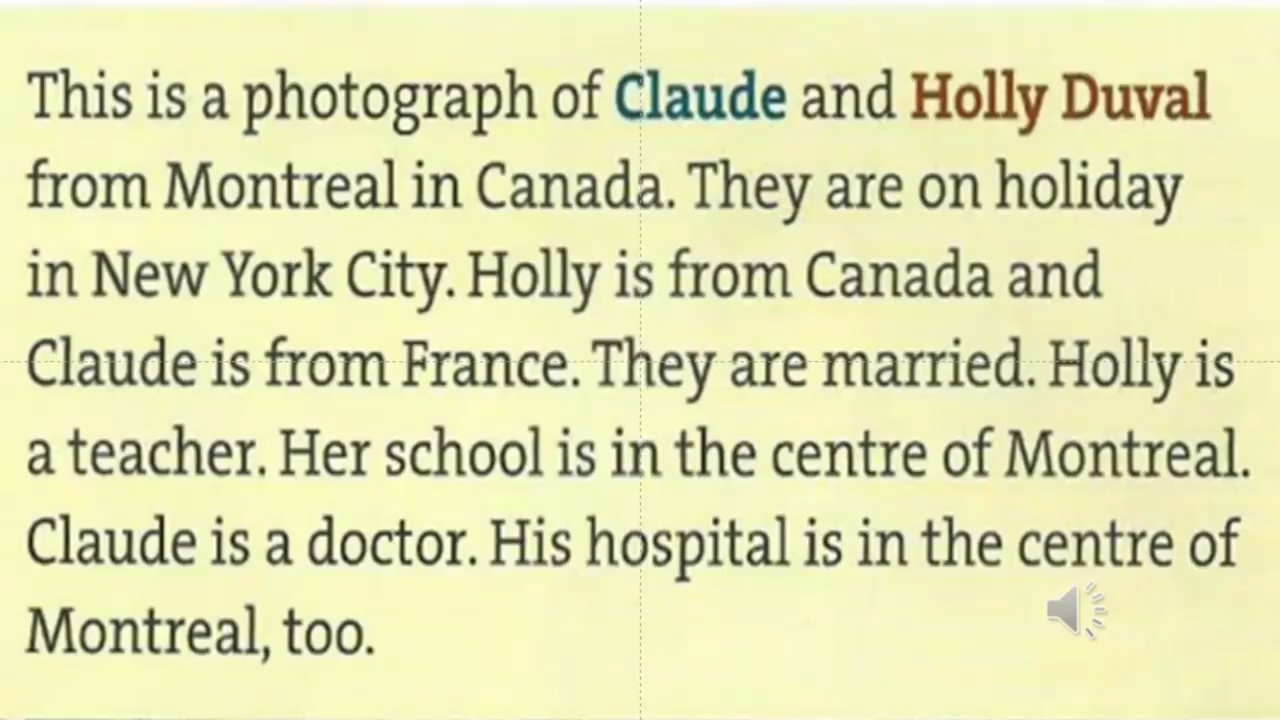 This is a photograph of Claude and Holly Duval
from Montreal in Canada. They are on holiday
in New York City. Holly is from Canada and
Claude is from France. They are married. Holly is
a teacher. Her school is in the centre of Montreal.
Claude is a doctor. His hospital is in the centre of
Montreal, too.